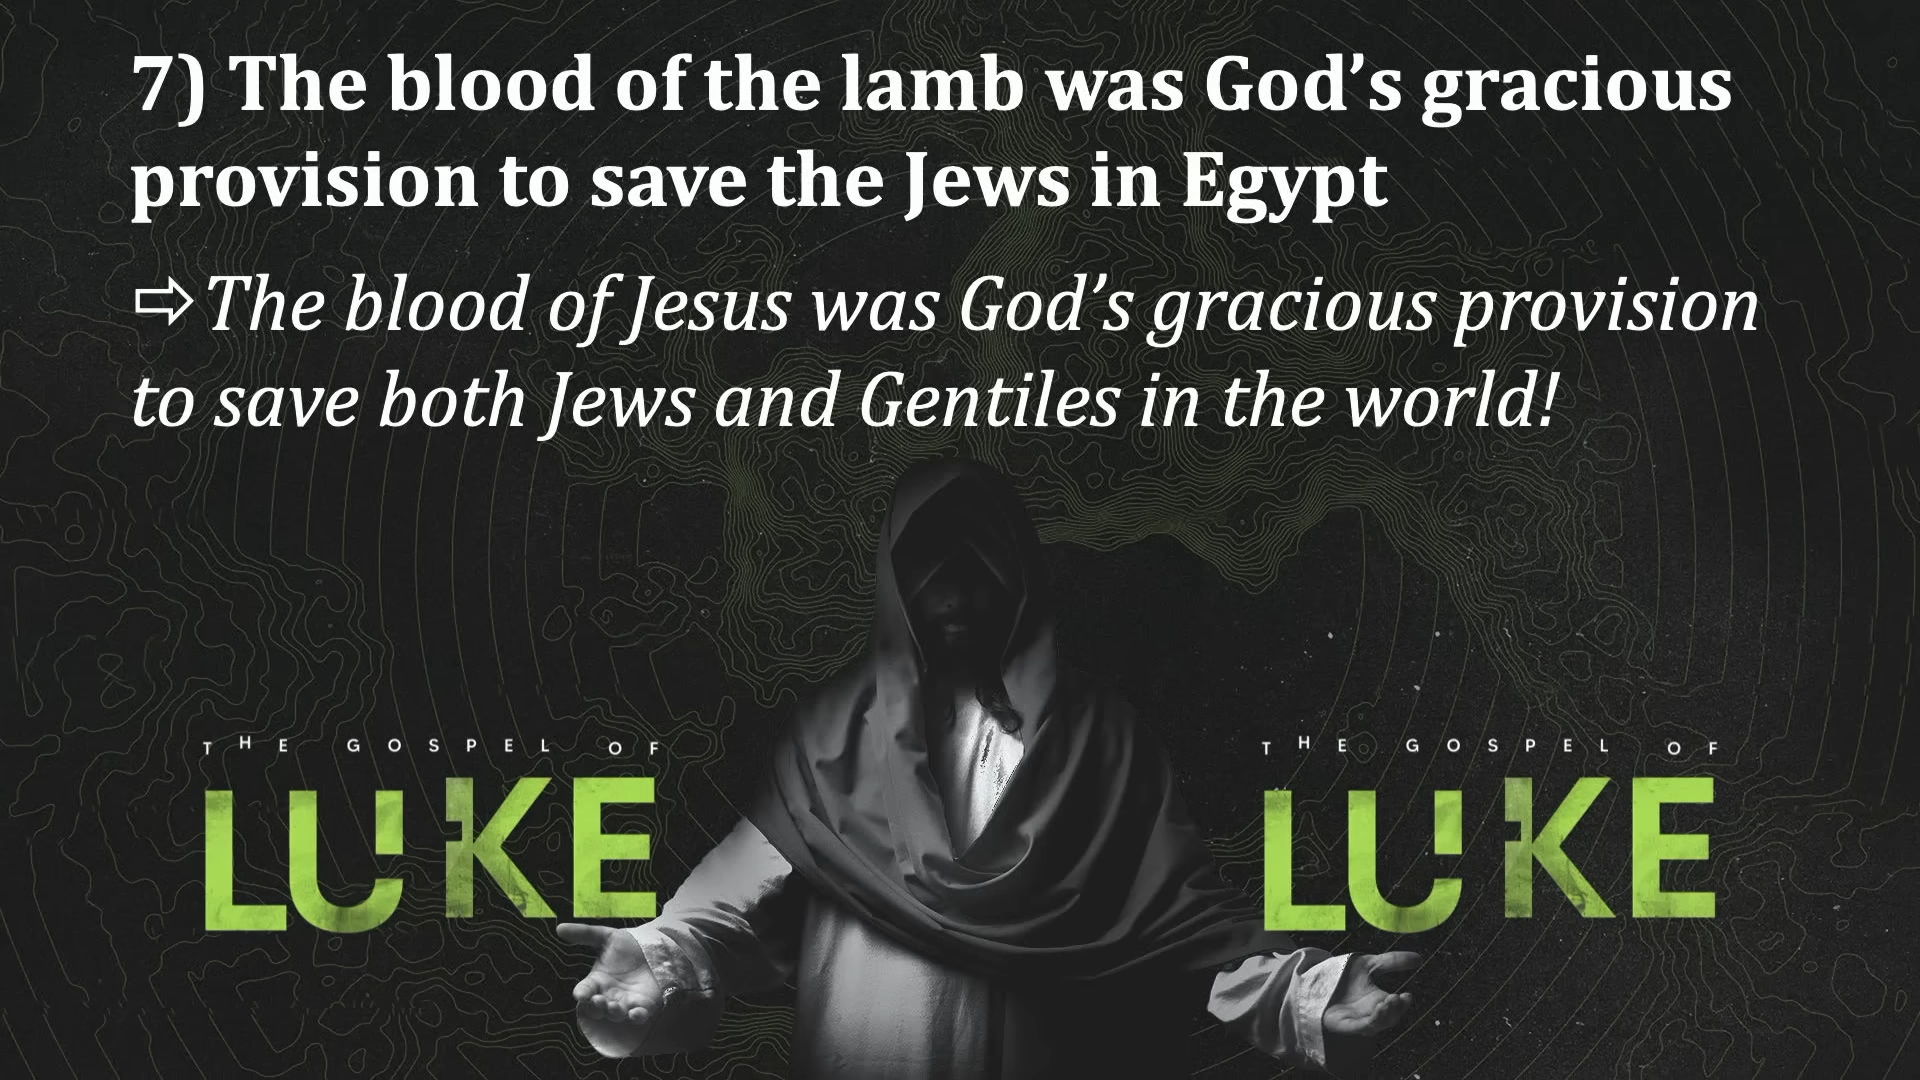 7) The blood of the lamb was God’s gracious
provision to save the Jews in Egypt
⇨The blood of Jesus was God’s gracious provision
to save both Jews and Gentiles in the world!
THE GOSPEL OF
LUKE
THE GOSPEL OF
LUKE